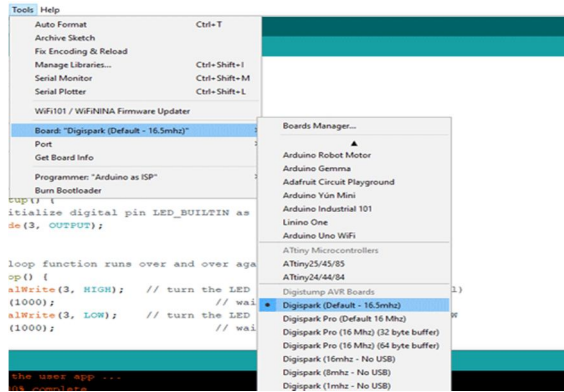 Tools Help
Auto Format Ctrl+T
Archive Sketch
Fix Encoding & Reload
Manage Libraries... Ctrl+Shift+I
Serial Monitor Ctrl+Shift+M
Serial Plotter Ctrl+Shift+L
WiFi101 / WiFiNINA Firmware Updater
Board: "Digispark (Default - 16.5mhz)"
Port
Get Board Info
Programmer: "Arduino as ISP"
Burn Bootloader
Boards Manager...
Arduino Robot Motor
Arduino Gemma
Adafruit Circuit Playground
Arduino Yún Mini
Arduino Industrial 101
Linino One
Arduino Uno WiFi
ATtiny Microcontrollers
ATtiny25/45/85
ATtiny24/44/84
Digistump AVR Boards
Digispark (Default - 16.5mhz)
Digispark Pro (Default 16 Mhz)
Digispark Pro (16 Mhz) (32 byte buffer)
Digispark Pro (16 Mhz) (64 byte buffer)
Digispark (16mhz - No USB)
Digispark (8mhz - No USB)
Digispark (1mhz - No USB)
tup() {
itialize digital pin LED_BUILTIN as
de(3, OUTPUT);
loop function runs over and over aga
op() {
alWrite(3, HIGH); // turn the LED l)
(1000); // wai
alWrite(3, LOW); // turn the LED W
(1000); // wai
the user app ...
0% complete